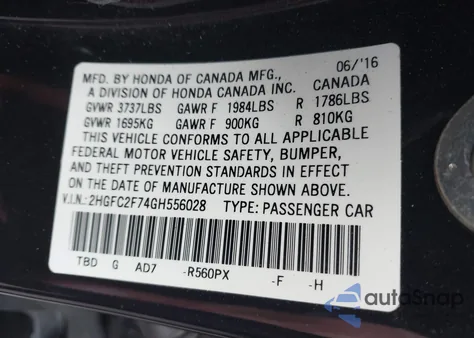 MFD. BY HONDA OF CANADA MFG., 06/'16
A DIVISION OF HONDA CANADA INC. CANADA
GVWR 3737LBS GAWR F 1984LBS R 1786LBS
GVWR 1695KG GAWR F 900KG R 810KG
THIS VEHICLE CONFORMS TO ALL APPLICABLE
FEDERAL MOTOR VEHICLE SAFETY, BUMPER,
AND THEFT PREVENTION STANDARDS IN EFFECT
ON THE DATE OF MANUFACTURE SHOWN ABOVE.
V.I.N.: 2HGFC2F74GH556028 TYPE: PASSENGER CAR
TBD G AD7 -R560PX -F -H
autoSnap